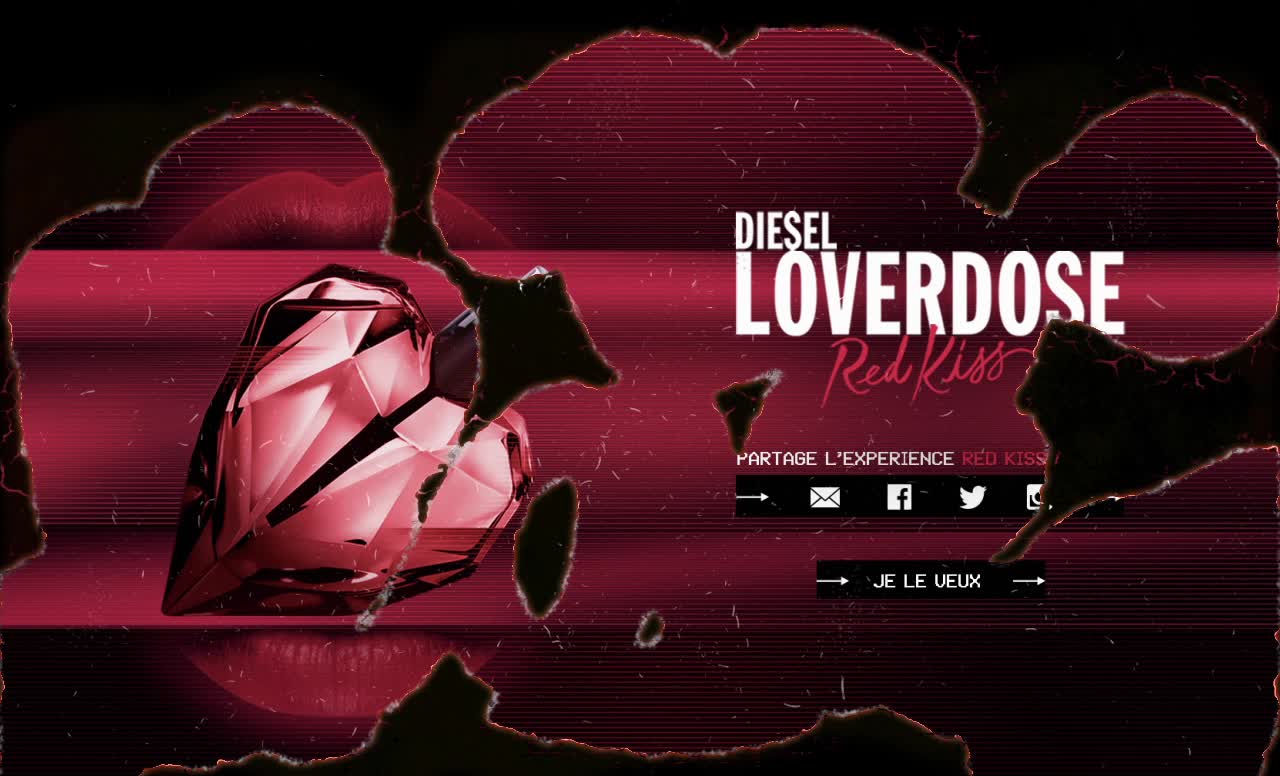 DIESEL
LOVERDOSE
Red Kiss
PARTAGE L'EXPERIENCE RED KISS
JE LE VEUX